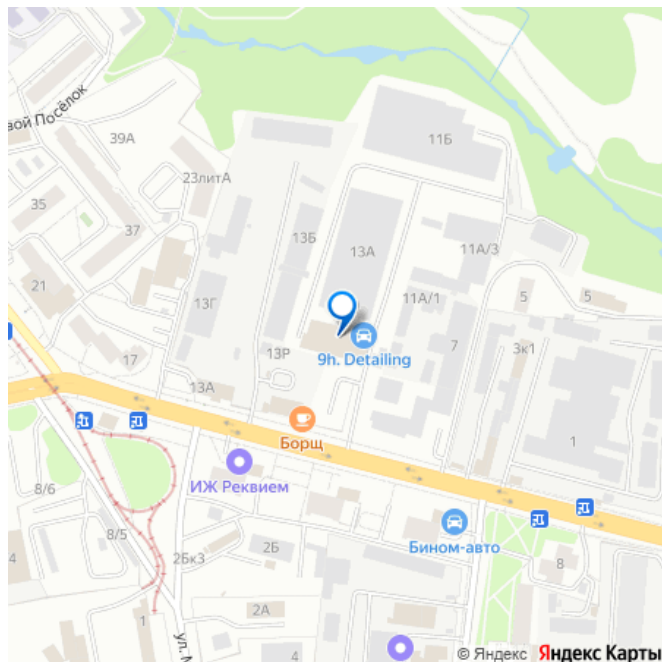 вой Посёлок
39А
11Б
23литА
35
37
13Б
13А
11А/3
21
13Г
11А/1
5
5
17
13Р
9h. Detailing
7
3к1
13А
Борщ
1
ИЖ Реквием
8/6
8/5
2Бк3
2Б
Бином-авто
4
8
2А
1
ул. М
4
© Яндекс Яндекс Карты